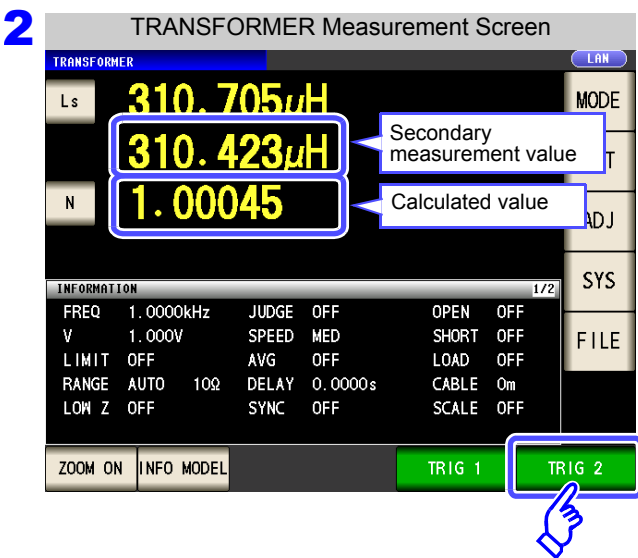 2
TRANSFORMER Measurement Screen
TRANSFORMER
LAN
Ls
310.705μH
MODE
310.423μH
Secondary
measurement value
T
N
1.00045
Calculated value
ADJ
INFORMATION
1/2
SYS
FREQ 1.0000kHz JUDGE OFF OPEN OFF
V 1.000V SPEED MED SHORT OFF
FILE
LIMIT OFF AVG OFF LOAD OFF
RANGE AUTO 10Ω DELAY 0.0000s CABLE 0m
LOW Z OFF SYNC OFF SCALE OFF
ZOOM ON
INFO MODEL
TRIG 1
TRIG 2